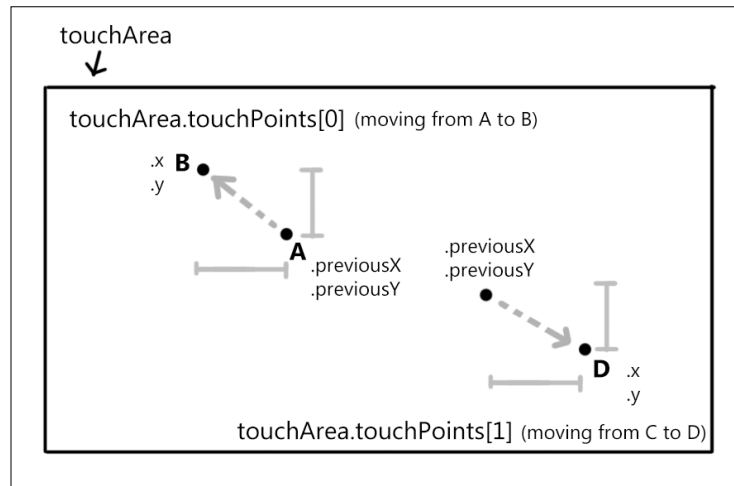 touchArea
touchArea.touchPoints[0] (moving from A to B)
.x B
.y
A
.previousX
.previousY
.previousX
.previousY
D .x
.y
touchArea.touchPoints[1] (moving from C to D)